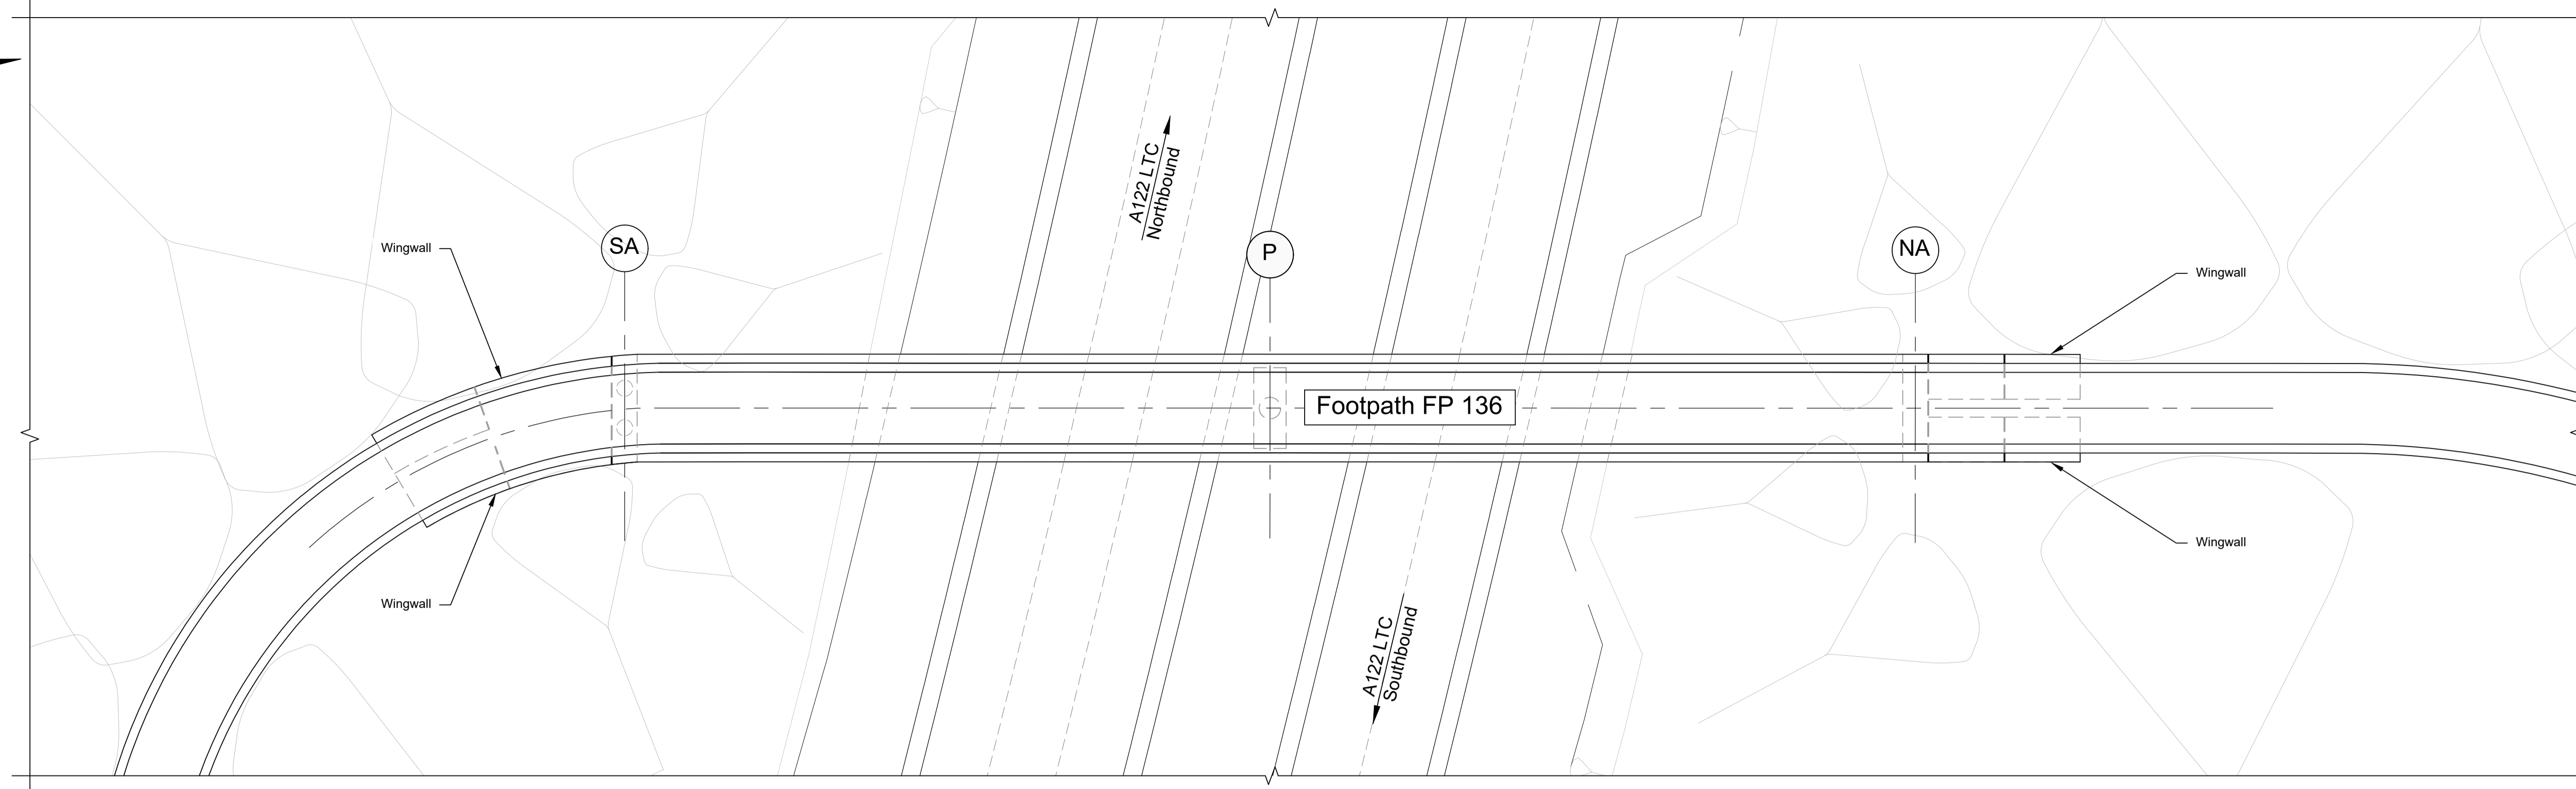 A122 LTC
Northbound
Wingwall
SA
P
NA
Wingwall
Footpath FP 136
Wingwall
Wingwall
A122 LTC
Southbound